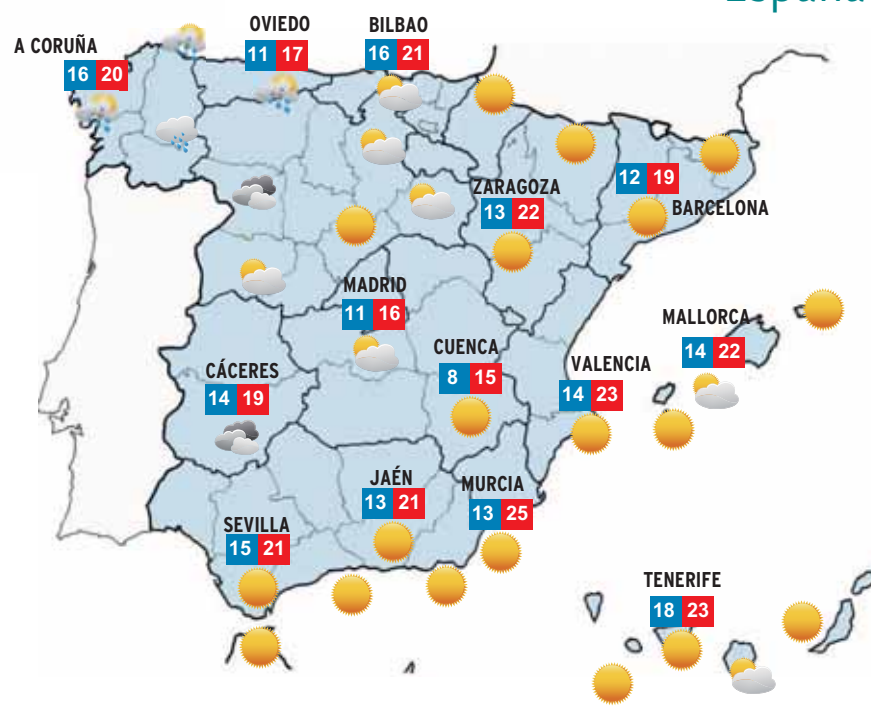 España
OVIEDO
11 17
BILBAO
16 21
A CORUÑA
16 20
ZARAGOZA
13 22
12 19
BARCELONA
MADRID
11 16
MALLORCA
14 22
CUENCA
8 15
VALENCIA
14 23
CÁCERES
14 19
JAÉN
13 21
MURCIA
13 25
SEVILLA
15 21
TENERIFE
18 23